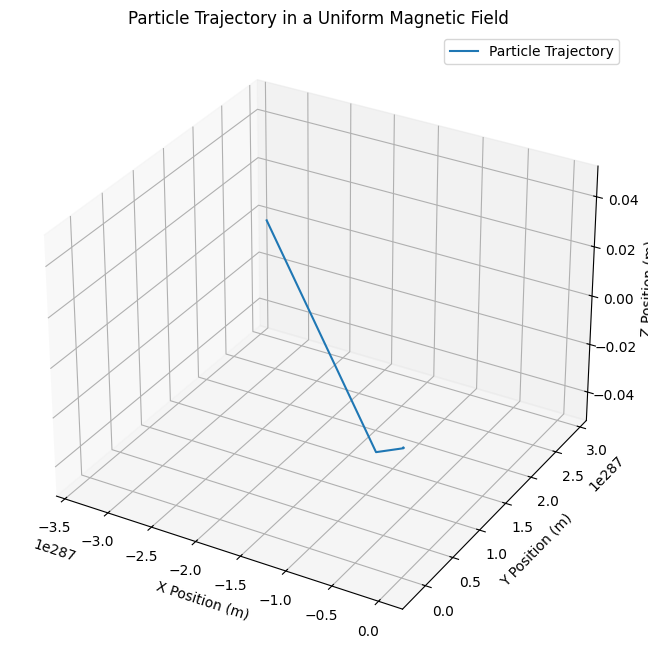 Particle Trajectory in a Uniform Magnetic Field
Particle Trajectory
0.04
0.02
0.00
−0.02
−0.04
Z Position (m)
3.0
2.5
2.0
1.5
1.0
0.5
0.0
1e287
Y Position (m)
−3.5
−3.0
−2.5
−2.0
−1.5
−1.0
−0.5
0.0
1e287
X Position (m)